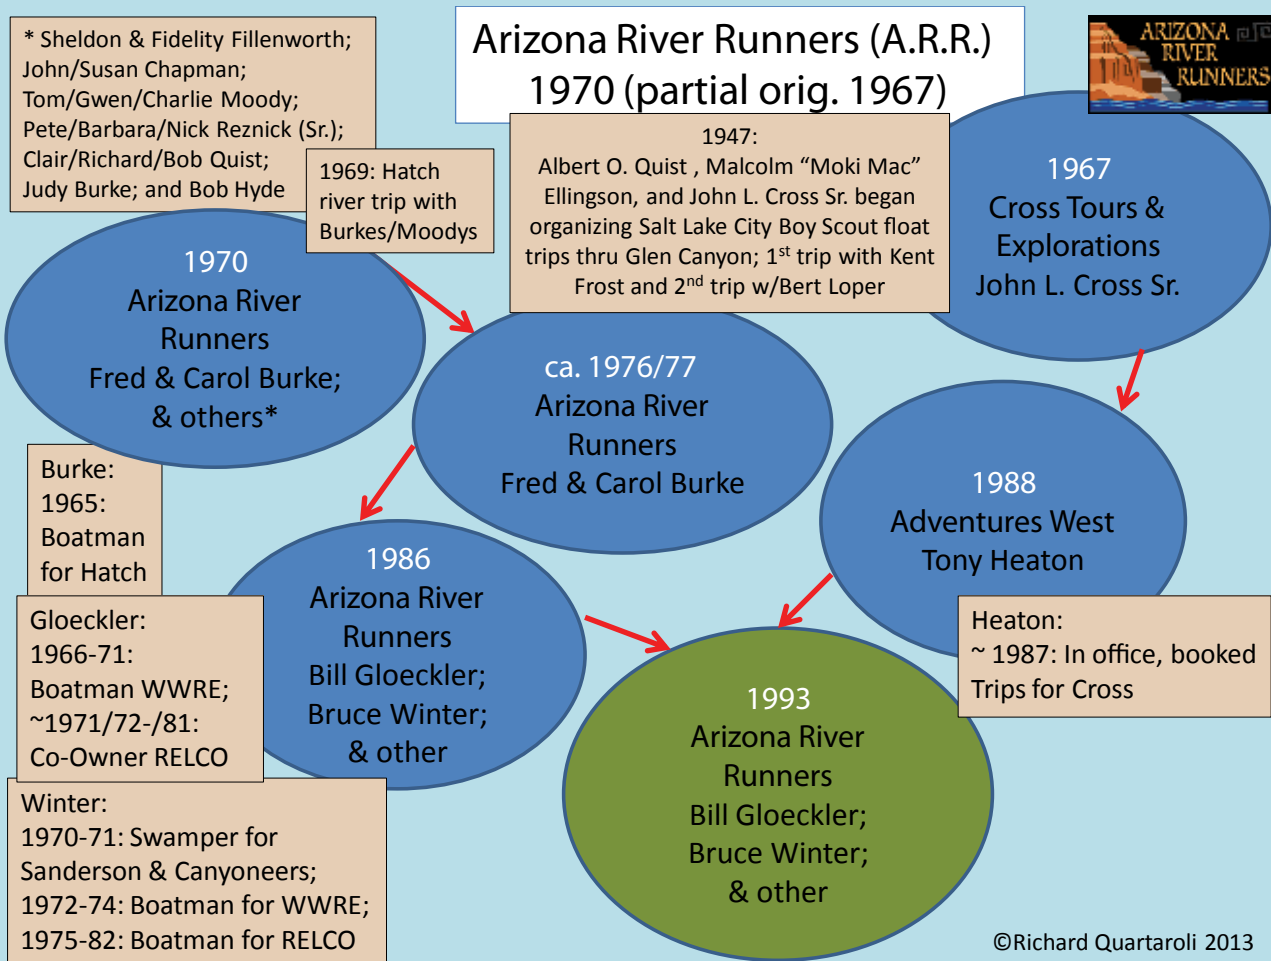 Arizona River Runners (A.R.R.)
1970 (partial orig. 1967)
ARIZONA
RIVER
RUNNERS
* Sheldon & Fidelity Fillenworth;
John/Susan Chapman;
Tom/Gwen/Charlie Moody;
Pete/Barbara/Nick Reznick (Sr.);
Clair/Richard/Bob Quist;
Judy Burke; and Bob Hyde
1969: Hatch
river trip with
Burkes/Moodys
1947:
Albert O. Quist , Malcolm “Moki Mac”
Ellingson, and John L. Cross Sr. began
organizing Salt Lake City Boy Scout float
trips thru Glen Canyon; 1st trip with Kent
Frost and 2nd trip w/Bert Loper
1967
Cross Tours &
Explorations
John L. Cross Sr.
1970
Arizona River
Runners
Fred & Carol Burke;
& others*
ca. 1976/77
Arizona River
Runners
Fred & Carol Burke
1988
Adventures West
Tony Heaton
Burke:
1965:
Boatman
for Hatch
1986
Arizona River
Runners
Bill Gloeckler;
Bruce Winter;
& other
Gloeckler:
1966-71:
Boatman WWRE;
~1971/72-/81:
Co-Owner RELCO
Heaton:
~ 1987: In office, booked
Trips for Cross
1993
Arizona River
Runners
Bill Gloeckler;
Bruce Winter;
& other
Winter:
1970-71: Swamper for
Sanderson & Canyoneers;
1972-74: Boatman for WWRE;
1975-82: Boatman for RELCO
©Richard Quartaroli 2013